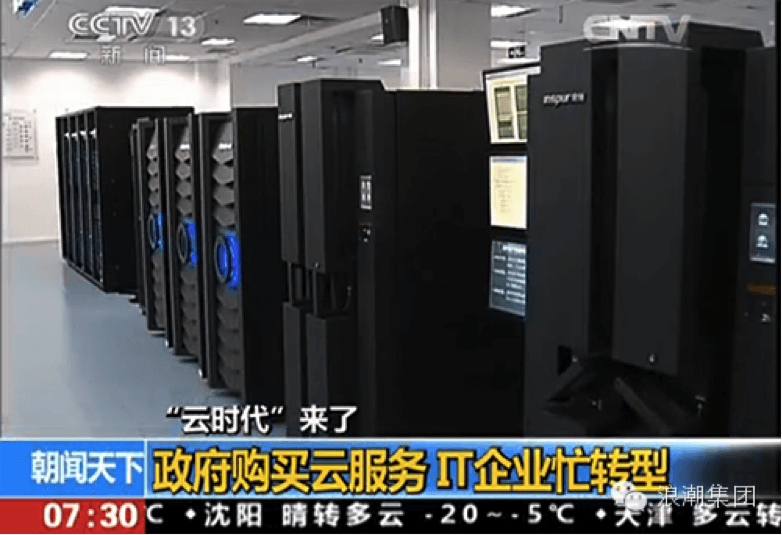 CCTV 13
新闻
CNTV
inspur
inspur 浪潮
“云时代”来了
朝闻天下
政府购买云服务 IT企业忙转型
浪潮集团
07:30
℃ •沈阳 晴转多云 -20～-5℃ •天津 多云转